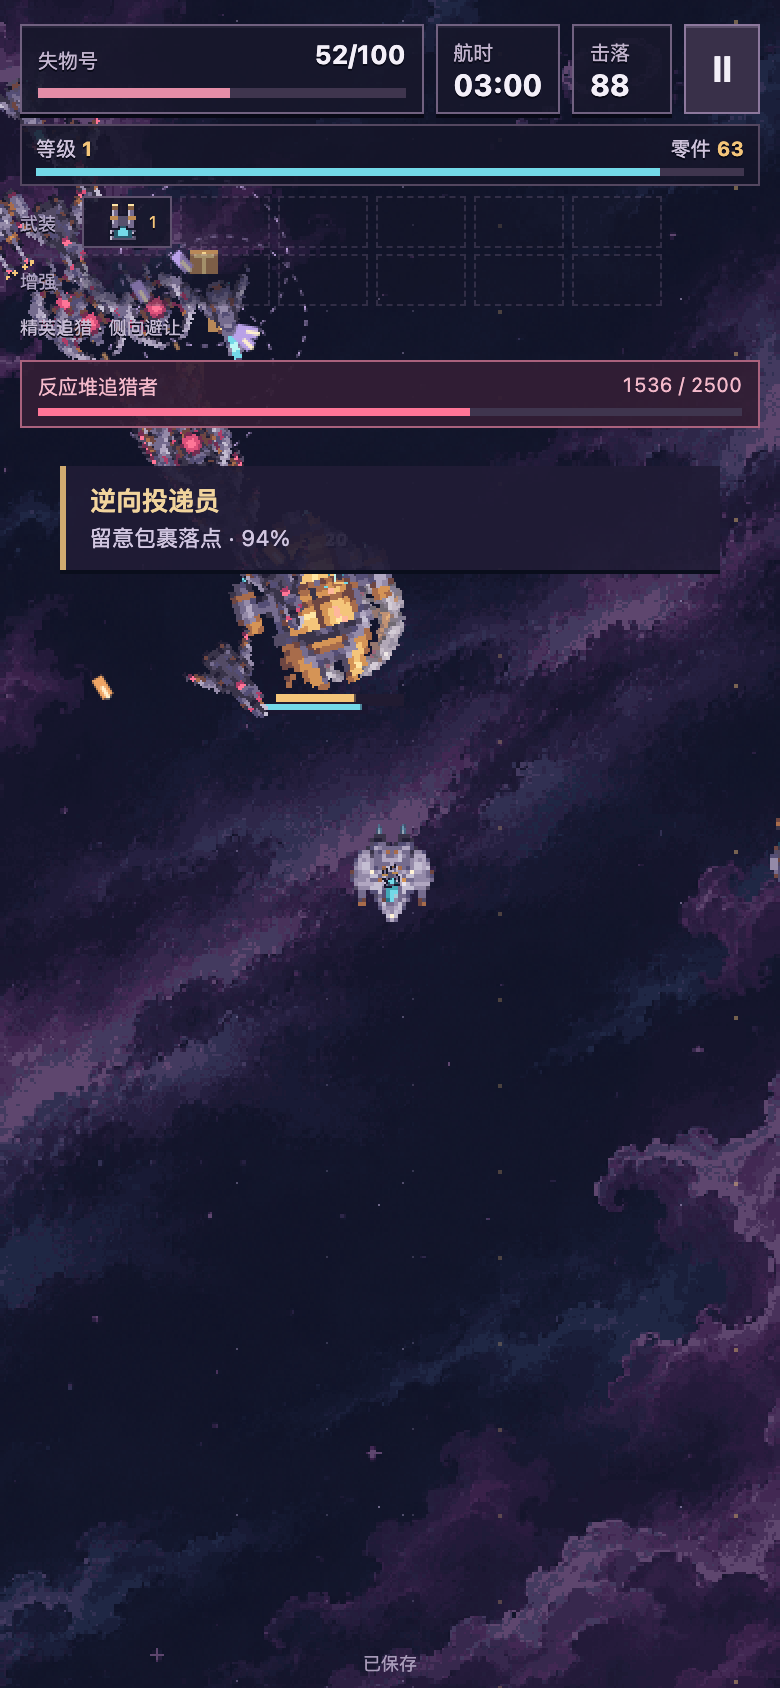 失物号 52/100
航时 03:00
击落 88
等级 1 零件 63
武装 1
增强
精英追猎 · 侧向避让
反应堆追猎者 1536 / 2500
逆向投递员
留意包裹落点 · 94%
20
已保存